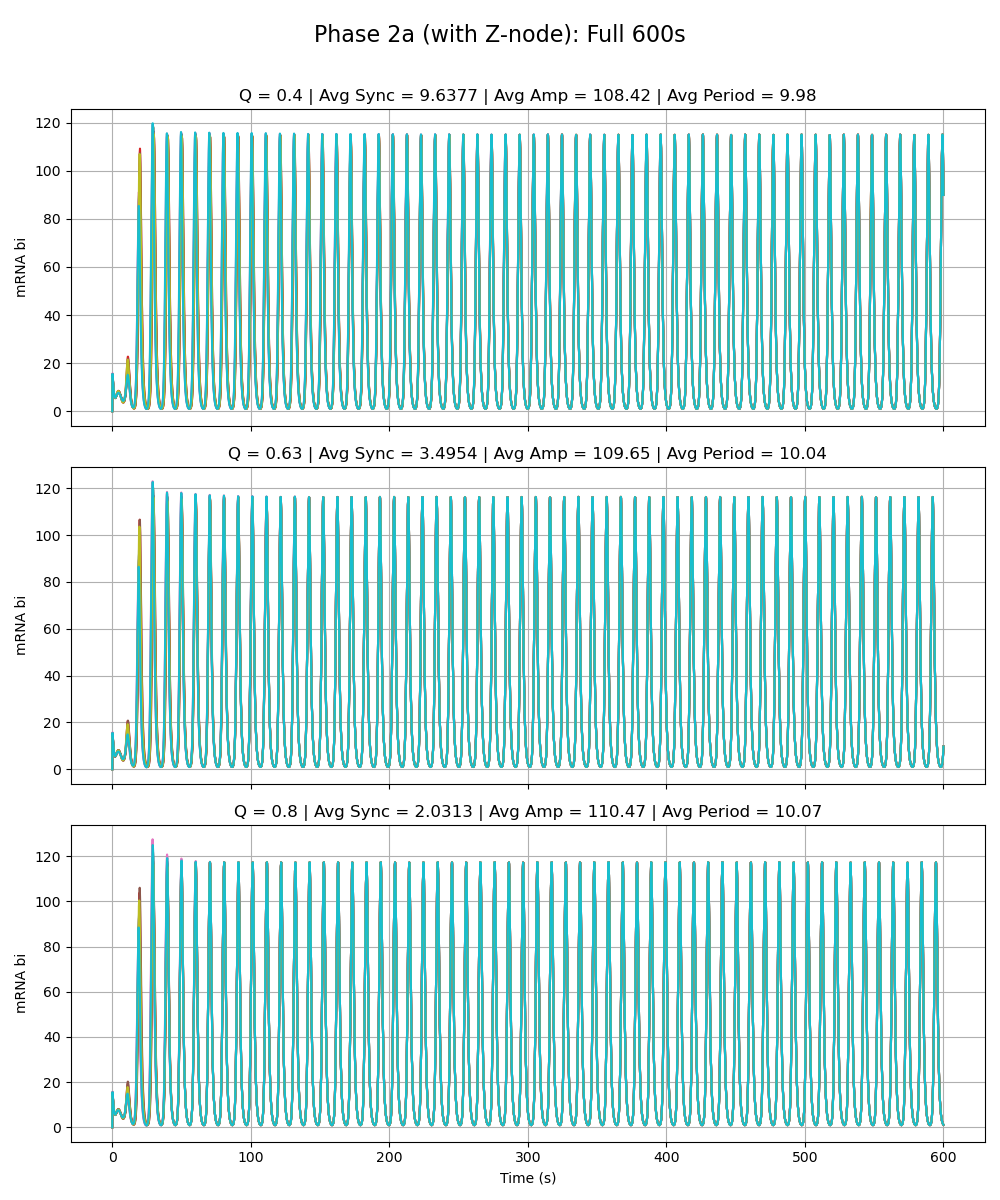 Phase 2a (with Z-node): Full 600s
Q = 0.4 | Avg Sync = 9.6377 | Avg Amp = 108.42 | Avg Period = 9.98
120
100
80
60
40
20
0
mRNA bi
Q = 0.63 | Avg Sync = 3.4954 | Avg Amp = 109.65 | Avg Period = 10.04
120
100
80
60
40
20
0
mRNA bi
Q = 0.8 | Avg Sync = 2.0313 | Avg Amp = 110.47 | Avg Period = 10.07
120
100
80
60
40
20
0
mRNA bi
0 100 200 300 400 500 600
Time (s)